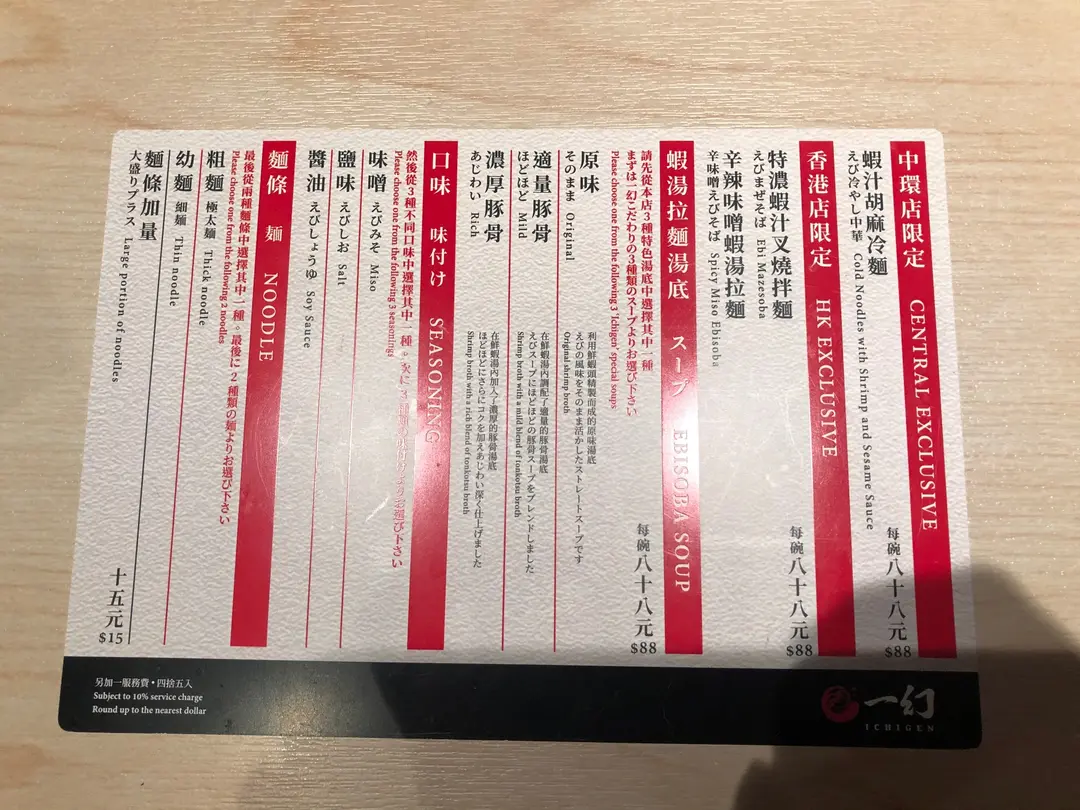 中環店限定 CENTRAL EXCLUSIVE
蝦汁胡麻冷麵
えび冷やし中華 Cold Noodles with Shrimp and Sesame Sauce
每碗八十八元
$88
香港店限定 HK EXCLUSIVE
特濃蝦汁叉燒拌麵
えびまぜそば Ebi Mazesoba
辛辣味噌蝦湯拉麵
辛味噌えびそば Spicy Miso Ebisoba
每碗八十八元
$88
蝦湯拉麵湯底 スープ EBISOBA SOUP
請先從本店3種特色湯底中選擇其中一種
まずは一幻こだわりの3種類のスープよりお選び下さい
Please choose one from the following 3 'Ichigen' special soups
原味
そのまま Original
利用鮮蝦頭精製而成的原味湯底
えびの風味をそのまま活かしたストレートスープです
Original shrimp broth
適量豚骨
ほどほど Mild
在鮮蝦湯內調配了適量的豚骨湯底
えびスープにほどほどの豚骨スープをブレンドしました
Shrimp broth with a mild blend of tonkotsu broth
濃厚豚骨
あじわい Rich
在鮮蝦湯內加入了濃厚的豚骨湯底
ほどほどにさらにコクを加えあじわい深く仕上げました
Shrimp broth with a rich blend of tonkotsu broth
每碗八十八元
$88
口味 味付け SEASONING
然後從3種不同口味中選擇其中一種。次に3種類の味付けよりお選び下さい
Please choose one from the following 3 seasonings
味噌 えびみそ Miso
鹽味 えびしお Salt
醬油 えびしょうゆ Soy Sauce
麵條 麺 NOODLE
最後從兩種麵條中選擇其中一種。最後に2種類の麺よりお選び下さい
Please choose one from the following 2 noodles
粗麵 極太麺 Thick noodle
幼麵 細麺 Thin noodle
麵條加量
大盛りプラス Large portion of noodles
十五元
$15
另加一服務費・四捨五入
Subject to 10% service charge
Round up to the nearest dollar
一幻
ICHIGEN